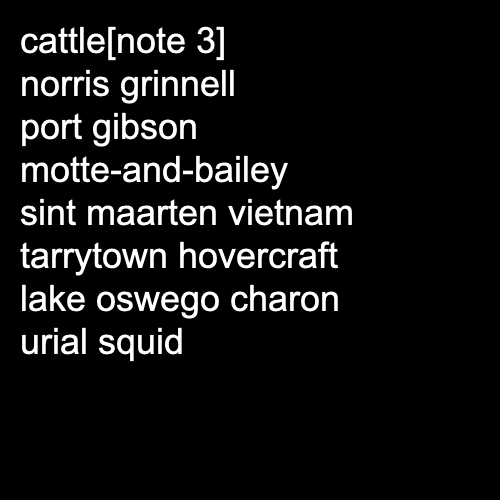 cattle[note 3]
norris grinnell
port gibson
motte-and-bailey
sint maarten vietnam
tarrytown hovercraft
lake oswego charon
urial squid